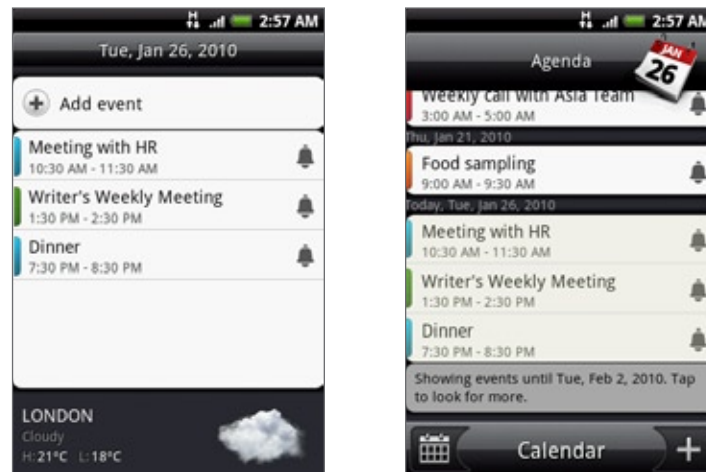 H 2:57 AM
Tue, Jan 26, 2010
Add event
Meeting with HR
10:30 AM - 11:30 AM
Writer's Weekly Meeting
1:30 PM - 2:30 PM
Dinner
7:30 PM - 8:30 PM
LONDON
Cloudy
H:21°C L:18°C
H 2:57 AM
Agenda
JAN
26
Weekly call with Asia Team
3:00 AM - 5:00 AM
Thu, Jan 21, 2010
Food sampling
9:00 AM - 9:30 AM
Today, Tue, Jan 26, 2010
Meeting with HR
10:30 AM - 11:30 AM
Writer's Weekly Meeting
1:30 PM - 2:30 PM
Dinner
7:30 PM - 8:30 PM
Showing events until Tue, Feb 2, 2010. Tap
to look for more.
Calendar